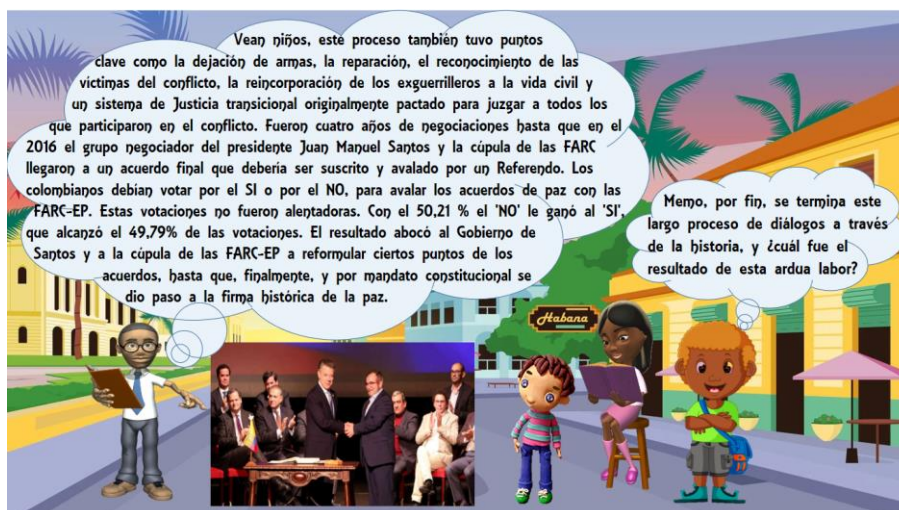 Vean niños, este proceso también tuvo puntos
clave como la dejación de armas, la reparación, el reconocimiento de las
víctimas del conflicto, la reincorporación de los exguerrilleros a la vida civil y
un sistema de Justicia transicional originalmente pactado para juzgar a todos los
que participaron en el conflicto. Fueron cuatro años de negociaciones hasta que en el
2016 el grupo negociador del presidente Juan Manuel Santos y la cúpula de las FARC
llegaron a un acuerdo final que debería ser suscrito y avalado por un Referendo. Los
colombianos debían votar por el SI o por el NO, para avalar los acuerdos de paz con las
FARC-EP. Estas votaciones no fueron alentadoras. Con el 50,21 % el 'NO' le ganó al 'SI',
que alcanzó el 49,79% de las votaciones. El resultado abocó al Gobierno de
Santos y a la cúpula de las FARC-EP a reformular ciertos puntos de los
acuerdos, hasta que, finalmente, y por mandato constitucional se
dio paso a la firma histórica de la paz.
Memo, por fin, se termina este
largo proceso de diálogos a través
de la historia, y ¿cuál fue el
resultado de esta ardua labor?
Habana